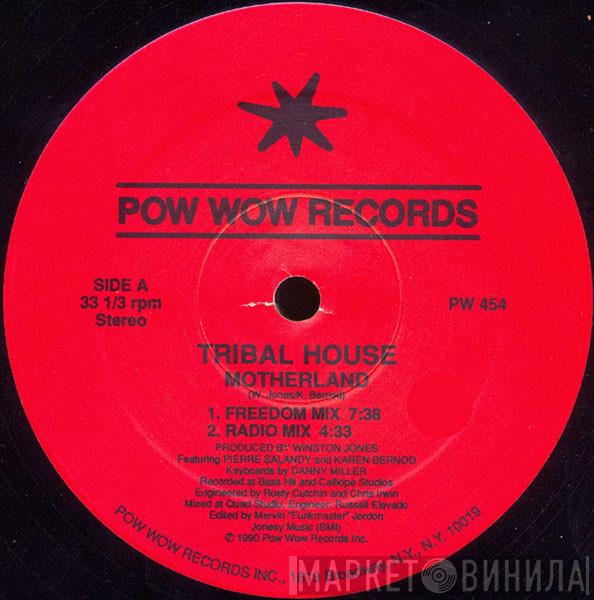 POW WOW RECORDS
SIDE A
33 1/3 rpm
Stereo
PW 454
TRIBAL HOUSE
MOTHERLAND
(W. Jones/K. Bernod)
1. FREEDOM MIX 7:38
2. RADIO MIX 4:33
PRODUCED BY WINSTON JONES
Featuring PIERRE SALANDY and KAREN BERNOD
Keyboards by DANNY MILLER
Recorded at Bass Hit and Calliope Studios
Engineered by Rusty Cutchin and Chris Irwin
Mixed at Quad Studio. Engineer: Russell Elevado
Edited by Mervin "Funkmaster" Jordon
Jonesy Music (BMI)
© 1990 Pow Wow Records Inc.
POW WOW RECORDS INC., Broadway, N.Y., N.Y. 10019
МАРКЕТ ВИНИЛА